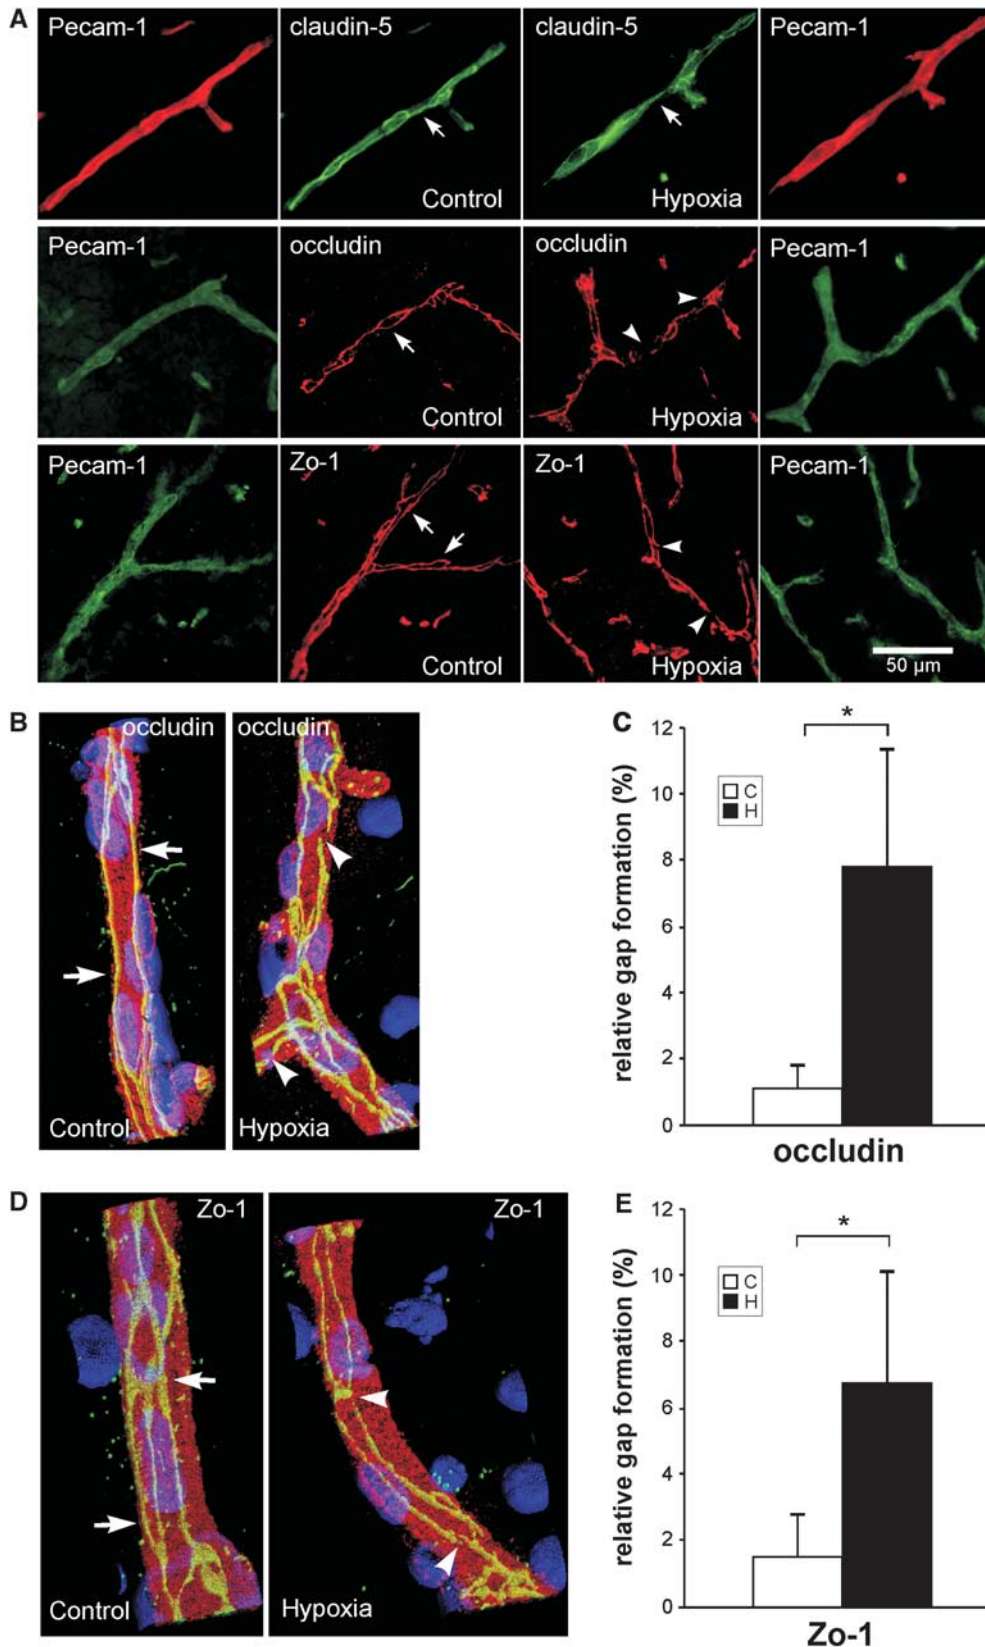 A
Pecam-1
claudin-5
claudin-5
Pecam-1
Control
Hypoxia
Pecam-1
occludin
occludin
Pecam-1
Control
Hypoxia
Pecam-1
Zo-1
Zo-1
Pecam-1
Control
Hypoxia
50 µm
B
occludin
occludin
Control
Hypoxia
C
relative gap formation (%)
12
10
8
6
4
2
0
*
C
H
occludin
D
Zo-1
Zo-1
Control
Hypoxia
E
relative gap formation (%)
12
10
8
6
4
2
0
*
C
H
Zo-1